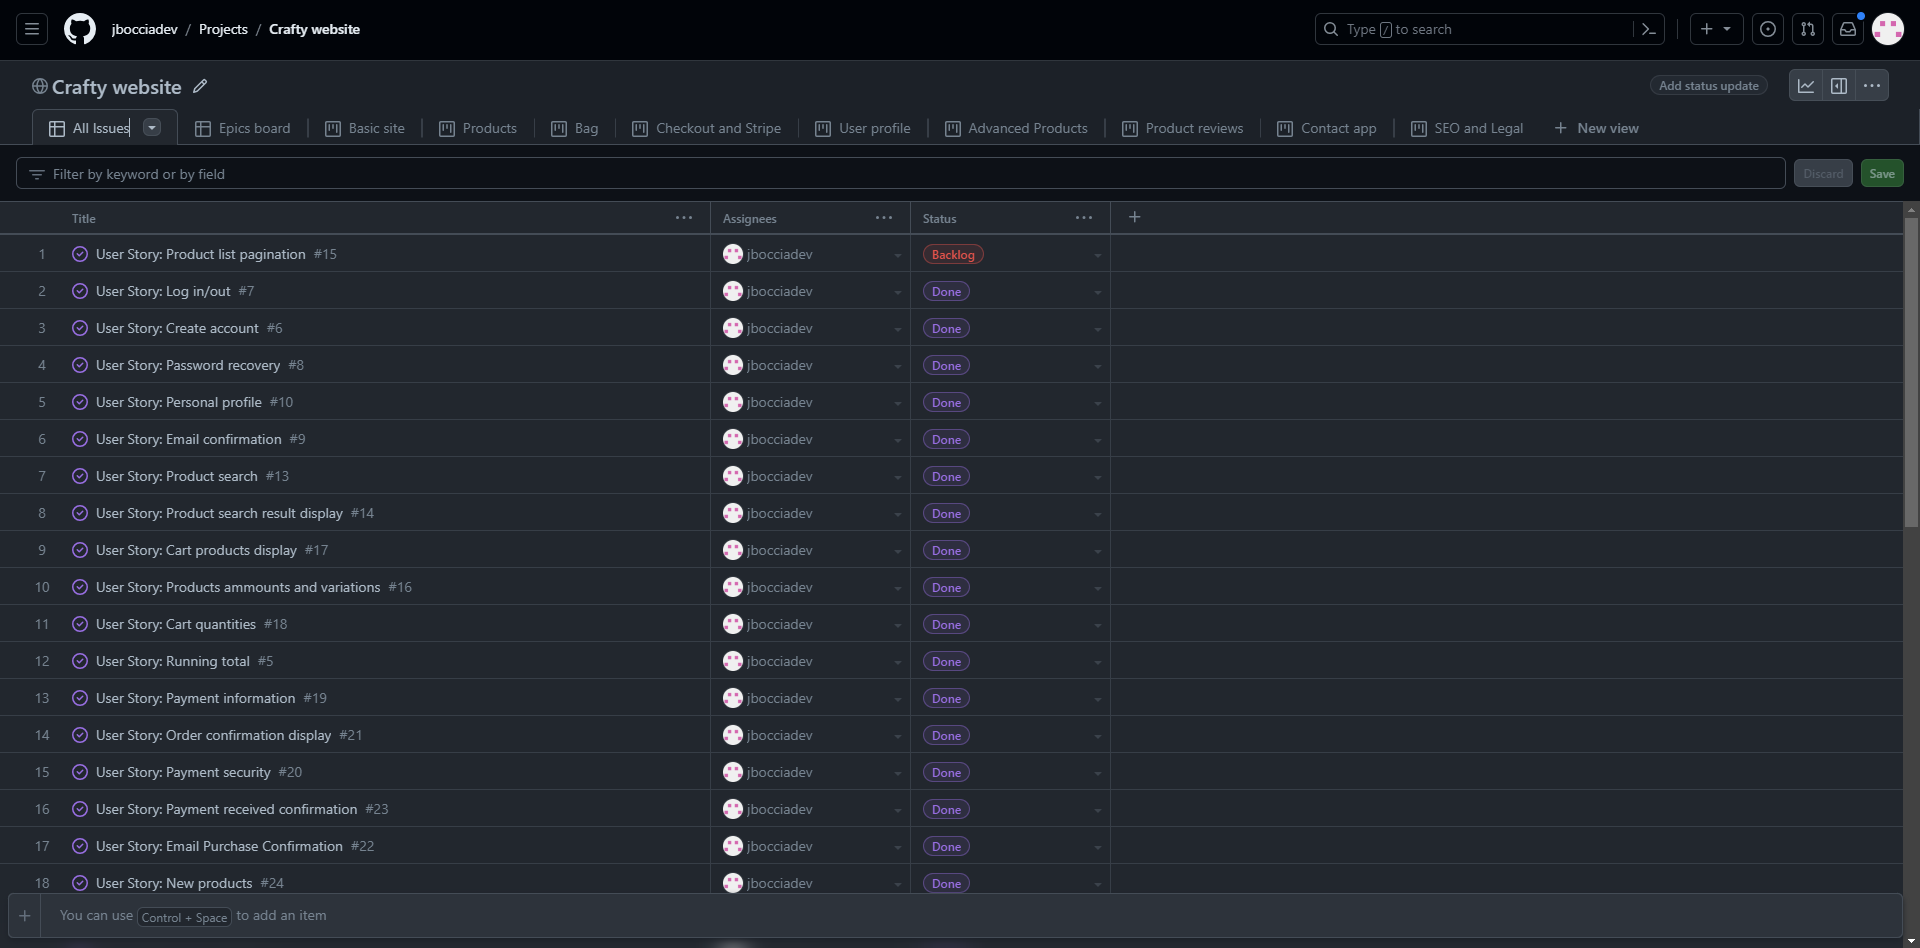 jbocciadev / Projects / Crafty website
Type / to search
Crafty website
Add status update
All Issues Epics board Basic site Products Bag Checkout and Stripe User profile Advanced Products Product reviews Contact app SEO and Legal + New view
Filter by keyword or by field Discard Save
Title Assignees Status +
1 User Story: Product list pagination #15 jbocciadev Backlog
2 User Story: Log in/out #7 jbocciadev Done
3 User Story: Create account #6 jbocciadev Done
4 User Story: Password recovery #8 jbocciadev Done
5 User Story: Personal profile #10 jbocciadev Done
6 User Story: Email confirmation #9 jbocciadev Done
7 User Story: Product search #13 jbocciadev Done
8 User Story: Product search result display #14 jbocciadev Done
9 User Story: Cart products display #17 jbocciadev Done
10 User Story: Products ammounts and variations #16 jbocciadev Done
11 User Story: Cart quantities #18 jbocciadev Done
12 User Story: Running total #5 jbocciadev Done
13 User Story: Payment information #19 jbocciadev Done
14 User Story: Order confirmation display #21 jbocciadev Done
15 User Story: Payment security #20 jbocciadev Done
16 User Story: Payment received confirmation #23 jbocciadev Done
17 User Story: Email Purchase Confirmation #22 jbocciadev Done
18 User Story: New products #24 jbocciadev Done
+ You can use Control + Space to add an item